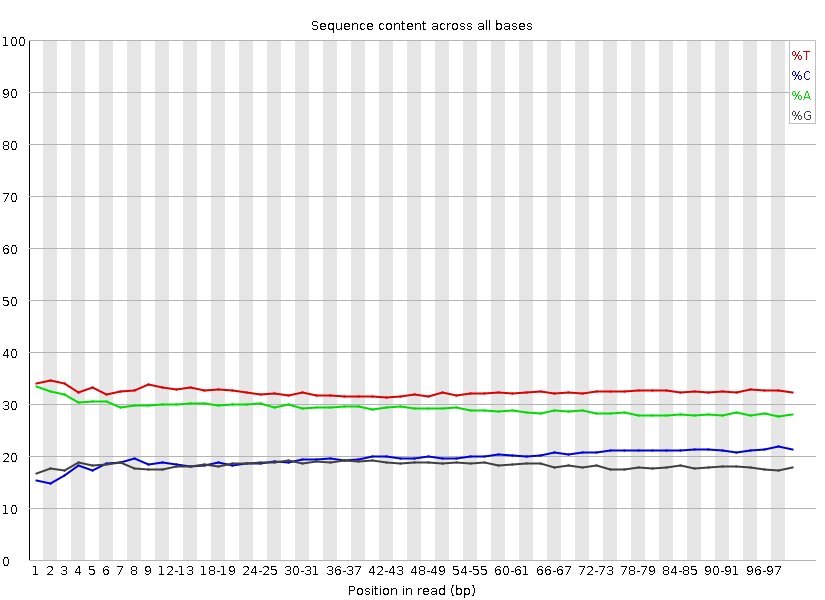 Sequence content across all bases
100
90
80
70
60
50
40
30
20
10
0
%T
%C
%A
%G
1 2 3 4 5 6 7 8 9 12-13 18-19 24-25 30-31 36-37 42-43 48-49 54-55 60-61 66-67 72-73 78-79 84-85 90-91 96-97
Position in read (bp)